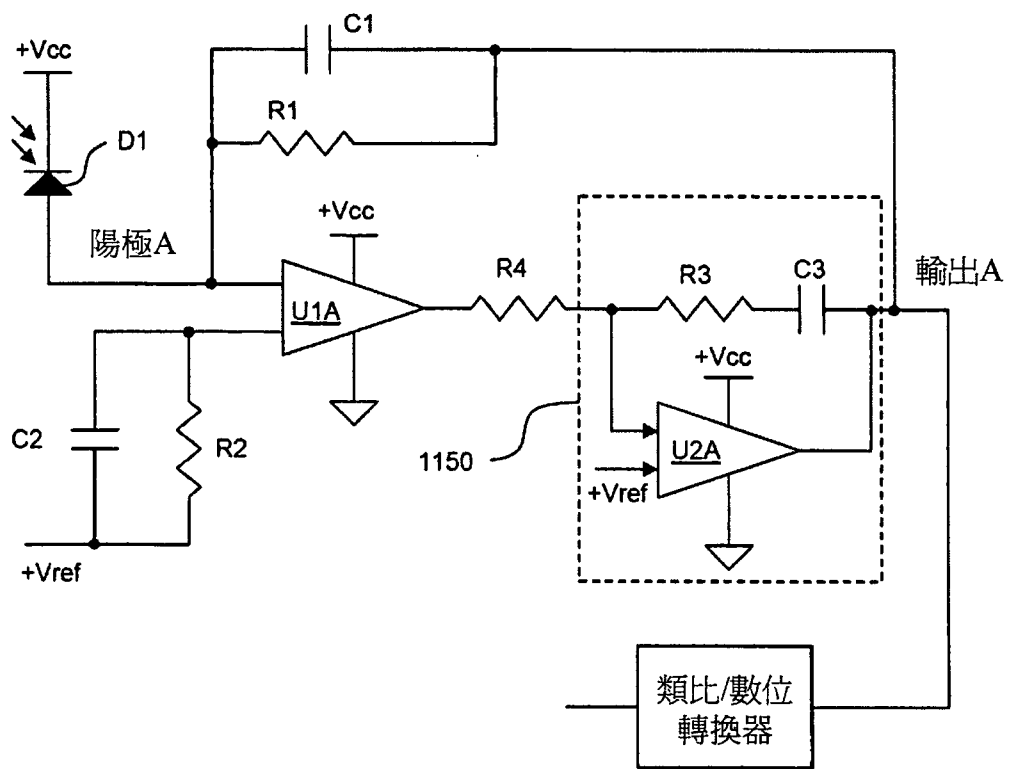 C1
+Vcc
R1
D1
+Vcc
陽極A
R4
R3
C3
輸出A
U1A
+Vcc
C2
R2
1150
U2A
+Vref
+Vref
類比/數位
轉換器